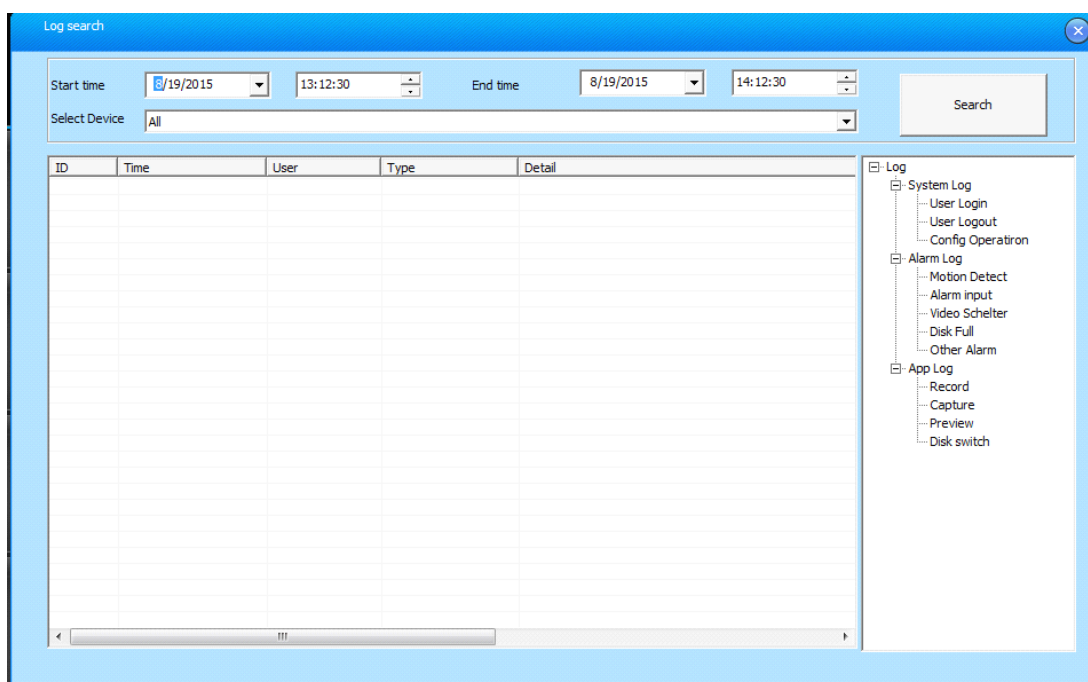 Log search
Start time 8/19/2015 13:12:30 End time 8/19/2015 14:12:30
Search
Select Device All
ID Time User Type Detail
Log
System Log
User Login
User Logout
Config Operatiron
Alarm Log
Motion Detect
Alarm input
Video Schelter
Disk Full
Other Alarm
App Log
Record
Capture
Preview
Disk switch